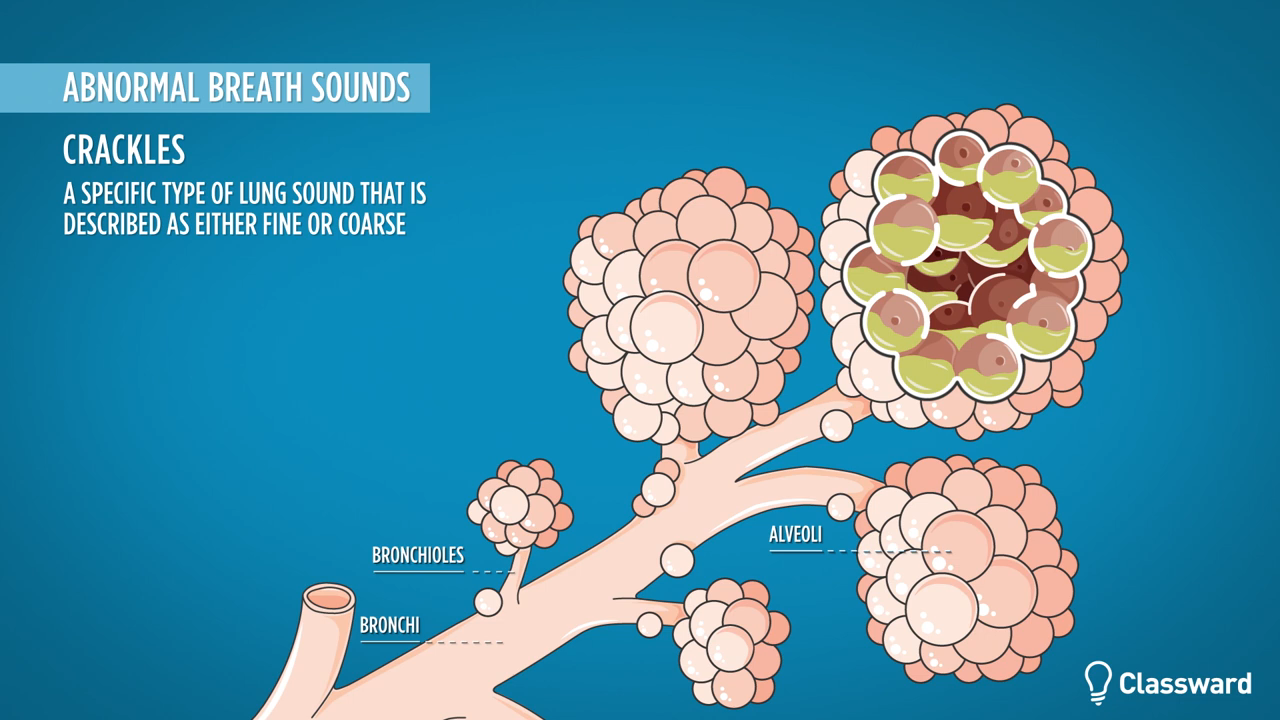 ABNORMAL BREATH SOUNDS
CRACKLES
A SPECIFIC TYPE OF LUNG SOUND THAT IS
DESCRIBED AS EITHER FINE OR COARSE
ALVEOLI
BRONCHIOLES
BRONCHI
Classward